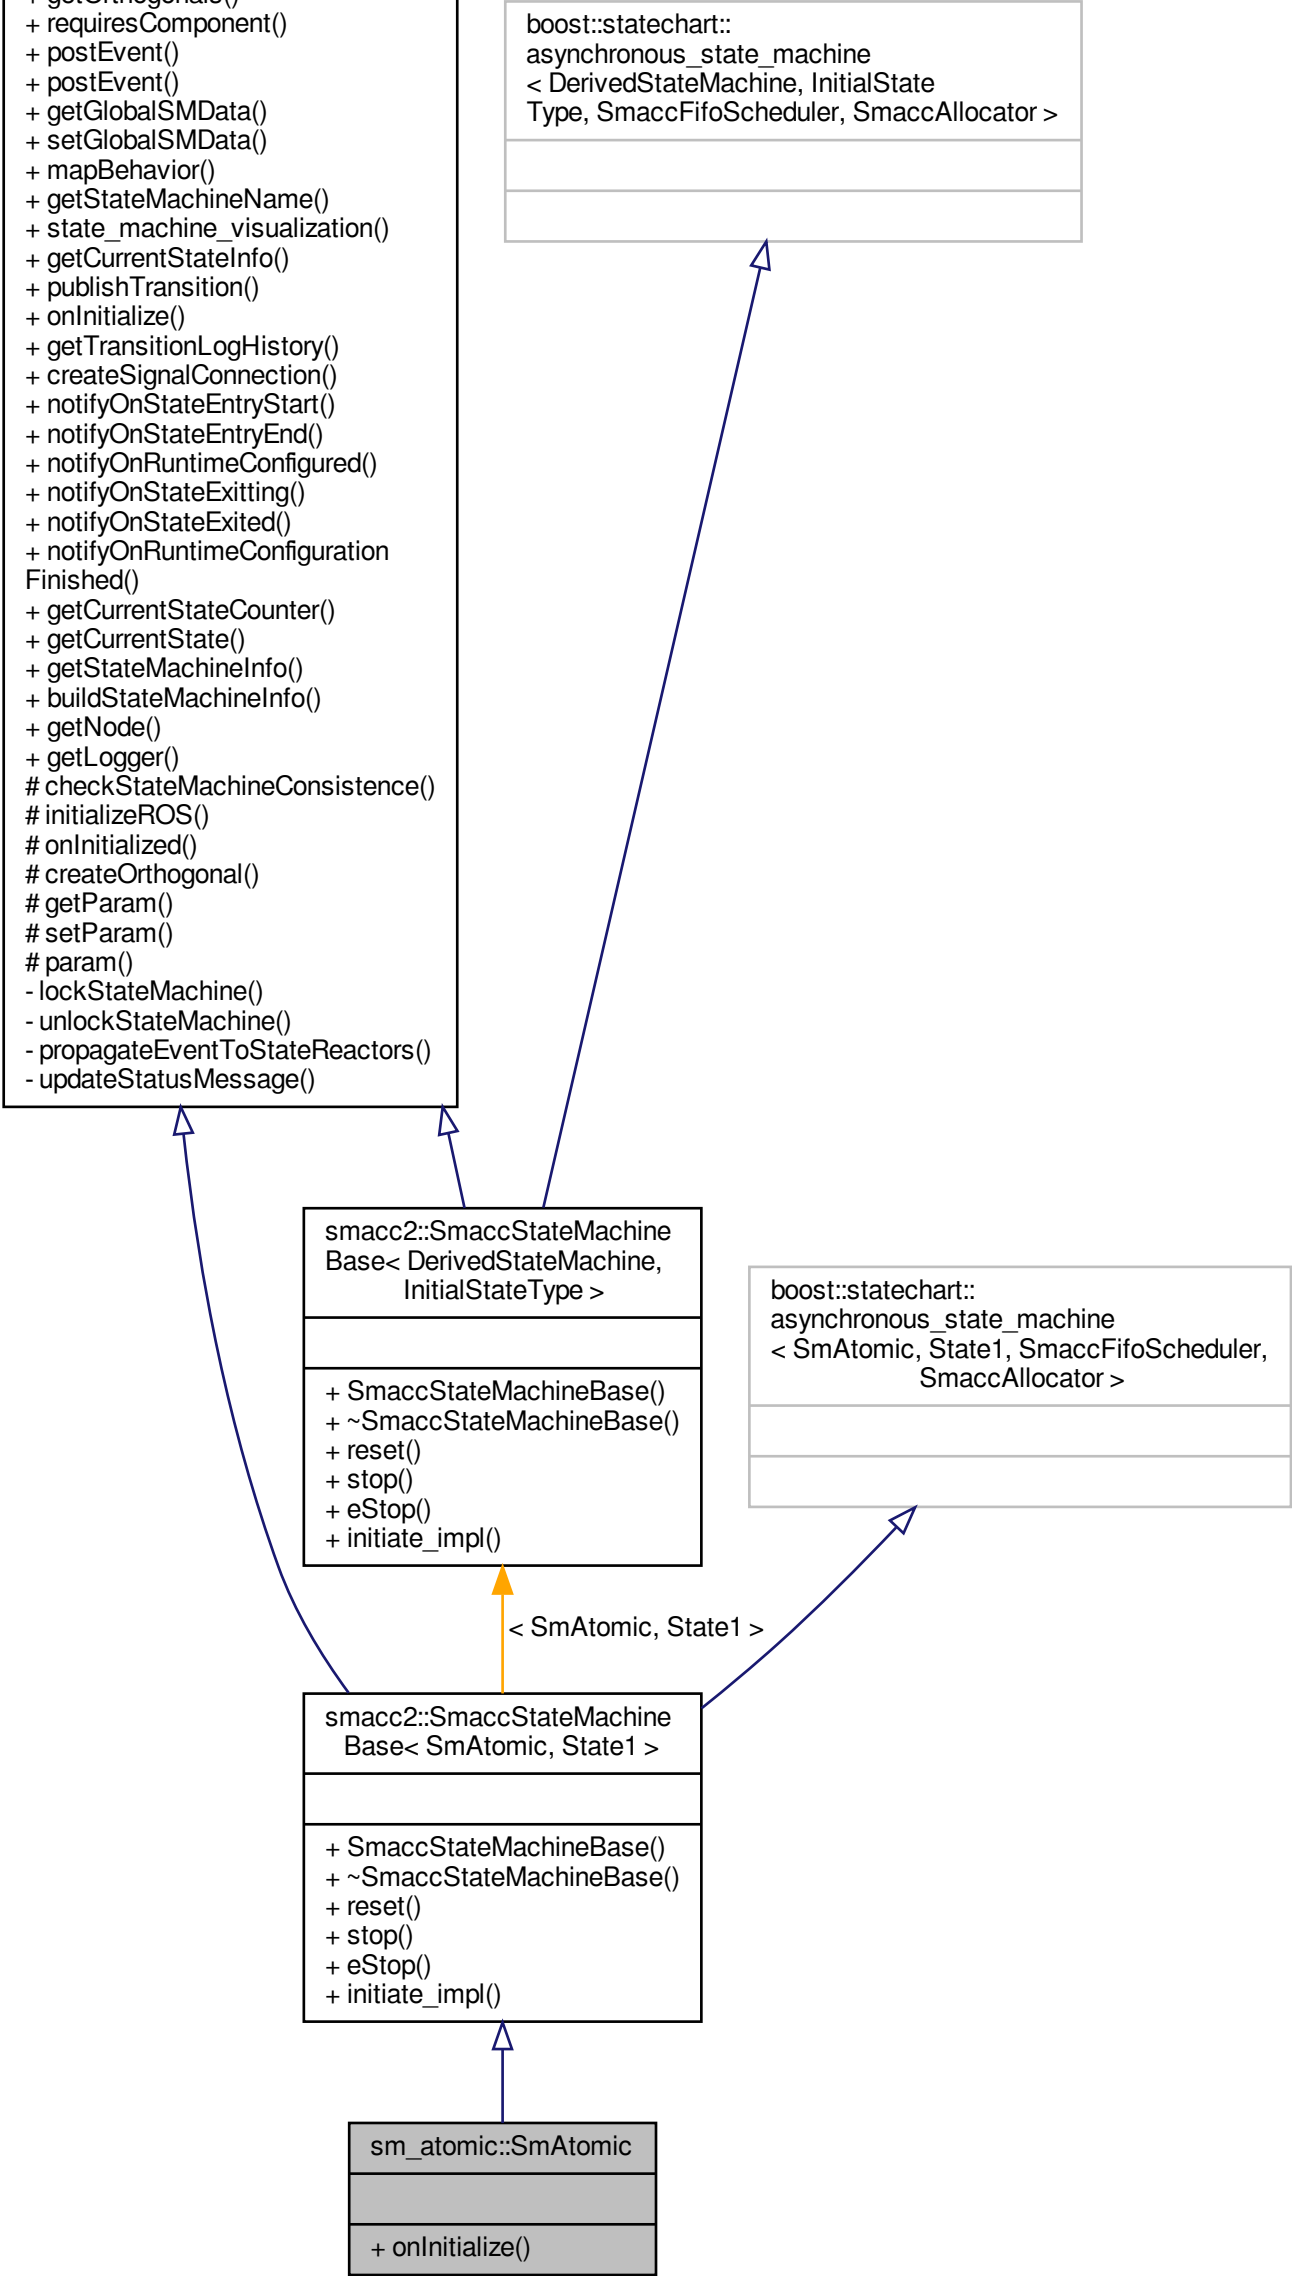 + getOrthogonals()
+ requiresComponent()
+ postEvent()
+ postEvent()
+ getGlobalSMData()
+ setGlobalSMData()
+ mapBehavior()
+ getStateMachineName()
+ state_machine_visualization()
+ getCurrentStateInfo()
+ publishTransition()
+ onInitialize()
+ getTransitionLogHistory()
+ createSignalConnection()
+ notifyOnStateEntryStart()
+ notifyOnStateEntryEnd()
+ notifyOnRuntimeConfigured()
+ notifyOnStateExitting()
+ notifyOnStateExited()
+ notifyOnRuntimeConfiguration
Finished()
+ getCurrentStateCounter()
+ getCurrentState()
+ getStateMachineInfo()
+ buildStateMachineInfo()
+ getNode()
+ getLogger()
# checkStateMachineConsistence()
# initializeROS()
# onInitialized()
# createOrthogonal()
# getParam()
# setParam()
# param()
- lockStateMachine()
- unlockStateMachine()
- propagateEventToStateReactors()
- updateStatusMessage()
boost::statechart::
asynchronous_state_machine
< DerivedStateMachine, InitialState
Type, SmaccFifoScheduler, SmaccAllocator >
smacc2::SmaccStateMachine
Base< DerivedStateMachine,
InitialStateType >
+ SmaccStateMachineBase()
+ ~SmaccStateMachineBase()
+ reset()
+ stop()
+ eStop()
+ initiate_impl()
boost::statechart::
asynchronous_state_machine
< SmAtomic, State1, SmaccFifoScheduler,
SmaccAllocator >
< SmAtomic, State1 >
smacc2::SmaccStateMachine
Base< SmAtomic, State1 >
+ SmaccStateMachineBase()
+ ~SmaccStateMachineBase()
+ reset()
+ stop()
+ eStop()
+ initiate_impl()
sm_atomic::SmAtomic
+ onInitialize()